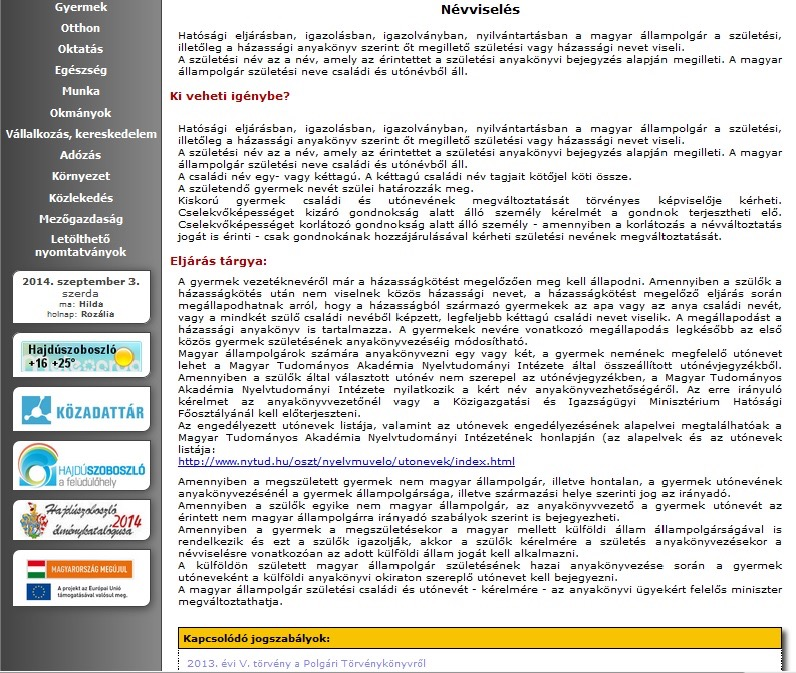 Gyermek
Otthon
Oktatás
Egészség
Munka
Okmányok
Vállalkozás, kereskedelem
Adózás
Környezet
Közlekedés
Mezőgazdaság
Letölthető
nyomtatványok
2014. szeptember 3.
szerda
ma: Hilda
holnap: Rozália
Hajdúszoboszló
+16 +25°
KÖZADATTÁR
HAJDÚSZOBOSZLÓ
a felüdülőhely
Hajdúszoboszló
élménykatalógusa
2014
MAGYARORSZÁG MEGÚJUL
A projekt az Európai Unió
támogatásával valósul meg.
Névviselés
Hatósági eljárásban, igazolásban, igazolványban, nyilvántartásban a magyar állampolgár a születési,
illetőleg a házassági anyakönyv szerint őt megillető születési vagy házassági nevet viseli.
A születési név az a név, amely az érintettet a születési anyakönyvi bejegyzés alapján megilleti. A magyar
állampolgár születési neve családi és utónévből áll.
Ki veheti igénybe?
Hatósági eljárásban, igazolásban, igazolványban, nyilvántartásban a magyar állampolgár a születési,
illetőleg a házassági anyakönyv szerint őt megillető születési vagy házassági nevet viseli.
A születési név az a név, amely az érintettet a születési anyakönyvi bejegyzés alapján megilleti. A magyar
állampolgár születési neve családi és utónévből áll.
A családi név egy- vagy kéttagú. A kéttagú családi név tagjait kötőjel köti össze.
A születendő gyermek nevét szülei határozzák meg.
Kiskorú gyermek családi és utónevének megváltoztatását törvényes képviselője kérheti.
Cselekvőképességet kizáró gondnokság alatt álló személy kérelmét a gondnok terjesztheti elő.
Cselekvőképességet korlátozó gondnokság alatt álló személy - amennyiben a korlátozás a névváltoztatás
jogát is érinti - csak gondnokának hozzájárulásával kérheti születési nevének megváltoztatását.
Eljárás tárgya:
A gyermek vezetéknevéről már a házasságkötést megelőzően meg kell állapodni. Amennyiben a szülők a
házasságkötés után nem viselnek közös házassági nevet, a házasságkötést megelőző eljárás során
megállapodhatnak arról, hogy a házasságból származó gyermekek az apa vagy az anya családi nevét,
vagy a mindkét szülő családi nevéből képzett, legfeljebb kéttagú családi nevet viselik. A megállapodást a
házassági anyakönyv is tartalmazza. A gyermekek nevére vonatkozó megállapodás legkésőbb az első
közös gyermek születésének anyakönyvezéséig módosítható.
Magyar állampolgárok számára anyakönyvezni egy vagy két, a gyermek nemének megfelelő utónevet
lehet a Magyar Tudományos Akadémia Nyelvtudományi Intézete által összeállított utónévjegyzékből.
Amennyiben a szülők által választott utónév nem szerepel az utónévjegyzékben, a Magyar Tudományos
Akadémia Nyelvtudományi Intézete nyilatkozik a kért név anyakönyvezhetőségéről. Az erre irányuló
kérelmet az anyakönyvvezetőnél vagy a Közigazgatási és Igazságügyi Minisztérium Hatósági
Főosztályánál kell előterjeszteni.
Az engedélyezett utónevek listája, valamint az utónevek engedélyezésének alapelvei megtalálhatóak a
Magyar Tudományos Akadémia Nyelvtudományi Intézetének honlapján (az alapelvek és az utónevek
listája:
http://www.nytud.hu/oszt/nyelvmuvelo/utonevek/index.html
Amennyiben a megszületett gyermek nem magyar állampolgár, illetve hontalan, a gyermek utónevének
anyakönyvezésénél a gyermek állampolgársága, illetve származási helye szerinti jog az irányadó.
Amennyiben a szülők egyike nem magyar állampolgár, az anyakönyvvezető a gyermek utónevét az
érintett nem magyar állampolgárra irányadó szabályok szerint is bejegyezheti.
Amennyiben a gyermek a megszületésekor a magyar mellett külföldi állam állampolgárságával is
rendelkezik és ezt a szülők igazolják, akkor a szülők kérelmére a születés anyakönyvezésekor a
névviselésre vonatkozóan az adott külföldi állam jogát kell alkalmazni.
A külföldön született magyar állampolgár születésének hazai anyakönyvezése során a gyermek
utóneveként a külföldi anyakönyvi okiraton szereplő utónevet kell bejegyezni.
A magyar állampolgár születési családi és utónevét - kérelmére - az anyakönyvi ügyekért felelős miniszter
megváltoztathatja.
Kapcsolódó jogszabályok:
2013. évi V. törvény a Polgári Törvénykönyvről